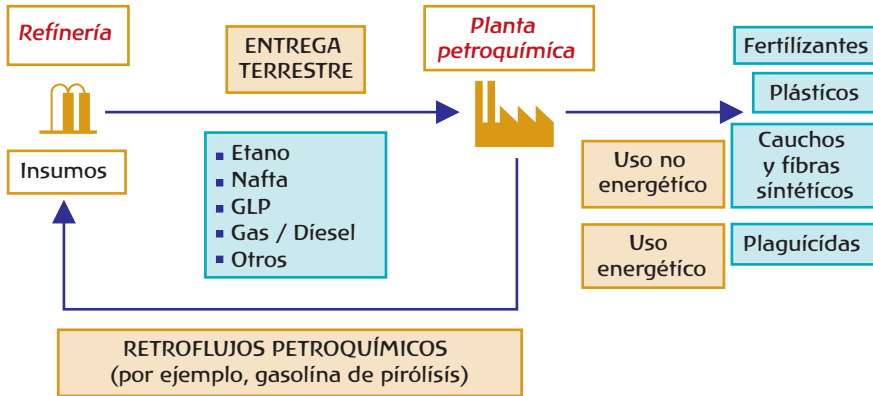 Refinería
ENTREGA
TERRESTRE
Planta
petroquímica
Fertilizantes
Plásticos
Cauchos
y fibras
sintéticos
Plaguicidas
Insumos
▪ Etano
▪ Nafta
▪ GLP
▪ Gas / Diesel
▪ Otros
Uso no
energético
Uso
energético
RETROFLUJOS PETROQUÍMICOS
(por ejemplo, gasolina de pirólisis)